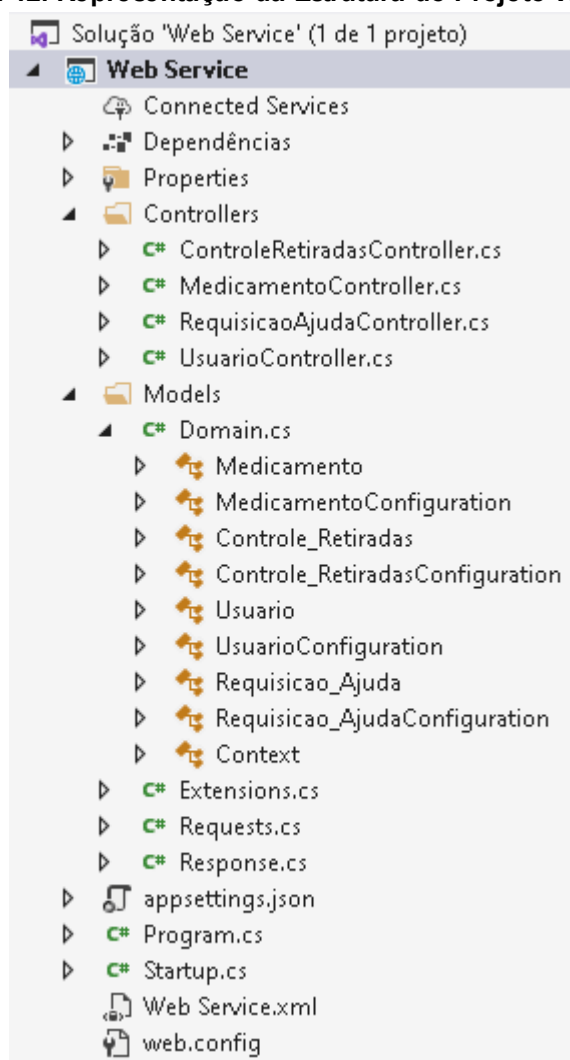 Solução 'Web Service' (1 de 1 projeto)
Web Service
Connected Services
Dependências
Properties
Controllers
C# ControleRetiradasController.cs
C# MedicamentoController.cs
C# RequisicaoAjudaController.cs
C# UsuarioController.cs
Models
C# Domain.cs
Medicamento
MedicamentoConfiguration
Controle_Retiradas
Controle_RetiradasConfiguration
Usuario
UsuarioConfiguration
Requisicao_Ajuda
Requisicao_AjudaConfiguration
Context
C# Extensions.cs
C# Requests.cs
C# Response.cs
appsettings.json
C# Program.cs
C# Startup.cs
Web Service.xml
web.config